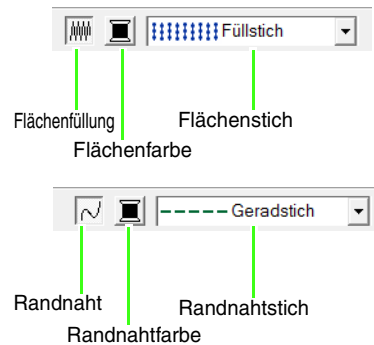 Füllstich
Flächenfüllung
Flächenstich
Flächenfarbe
Geradstich
Randnaht
Randnahtstich
Randnahtfarbe